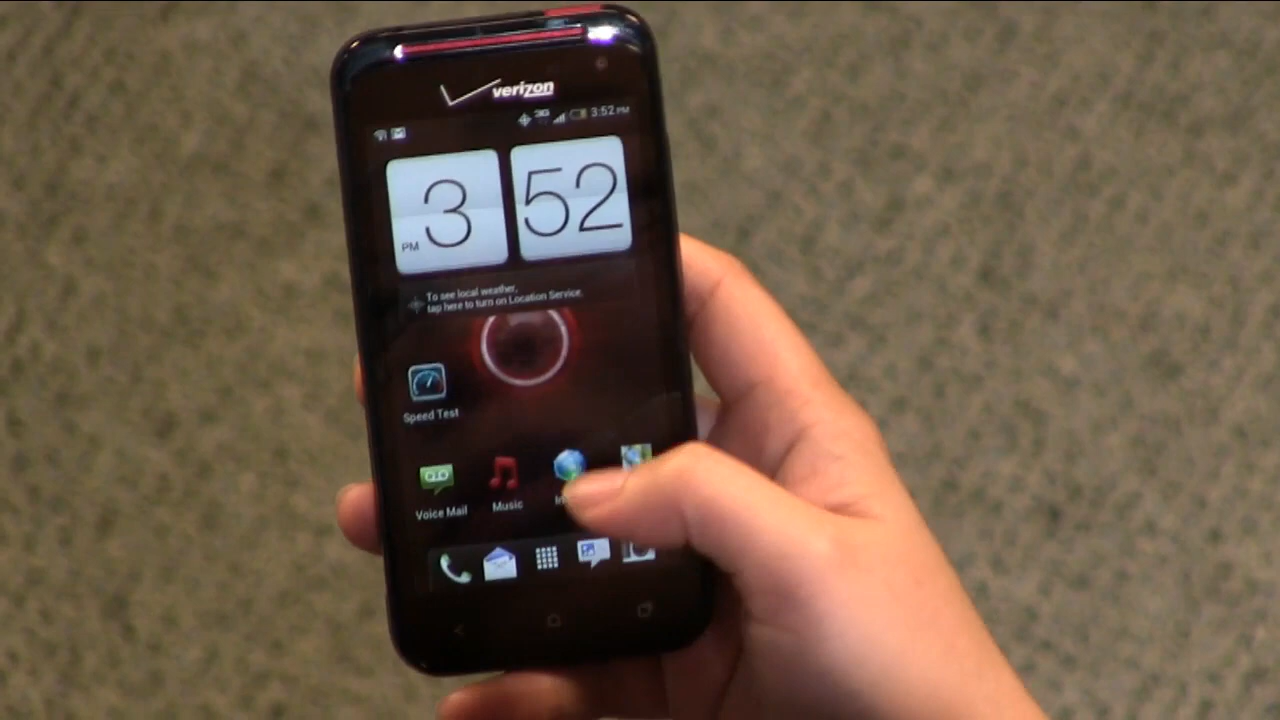 verizon
3G 3:52 PM
PM 3 52
To see local weather,
tap here to turn on Location Service.
Speed Test
Voice Mail Music